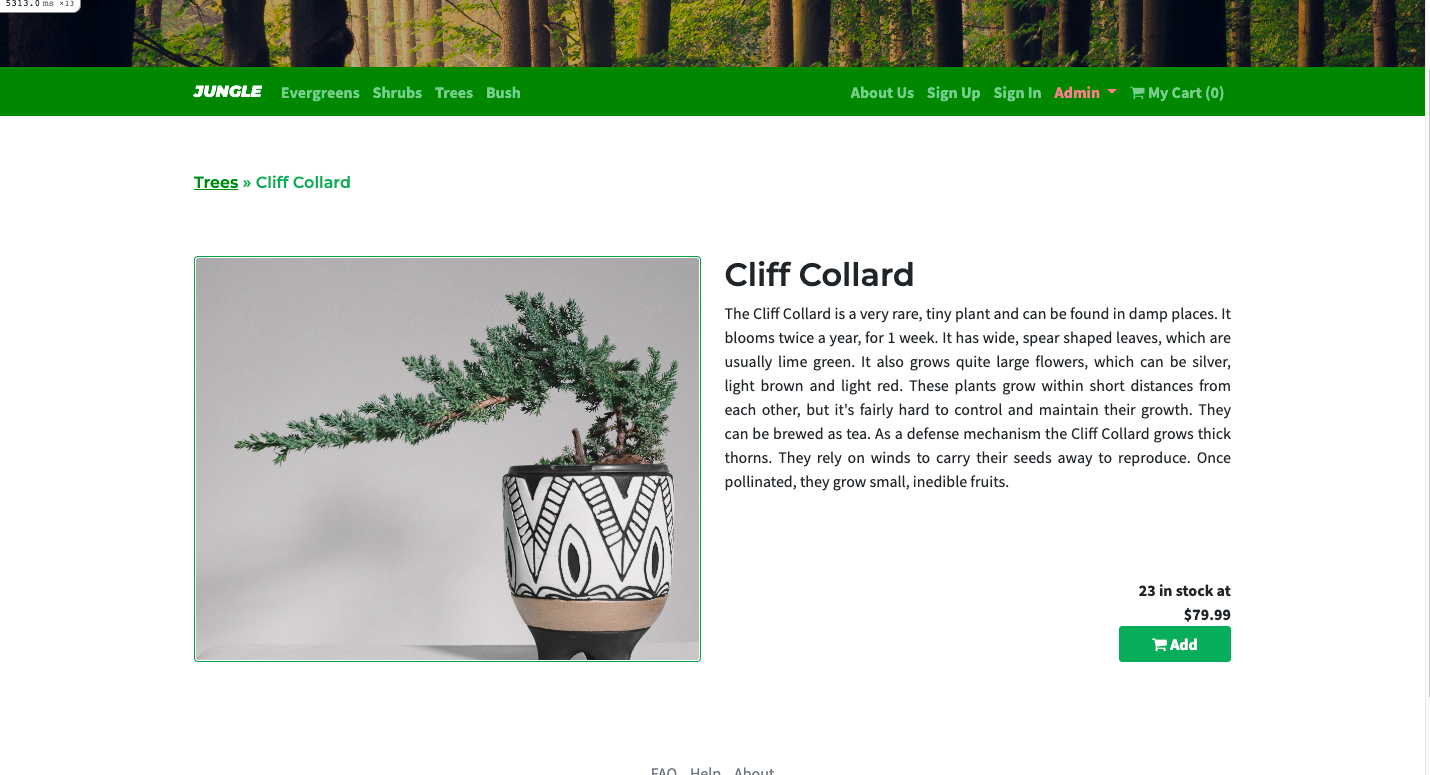 5313.0 ms ×13
JUNGLE Evergreens Shrubs Trees Bush About Us Sign Up Sign In Admin My Cart (0)
Trees » Cliff Collard
Cliff Collard
The Cliff Collard is a very rare, tiny plant and can be found in damp places. It
blooms twice a year, for 1 week. It has wide, spear shaped leaves, which are
usually lime green. It also grows quite large flowers, which can be silver,
light brown and light red. These plants grow within short distances from
each other, but it's fairly hard to control and maintain their growth. They
can be brewed as tea. As a defense mechanism the Cliff Collard grows thick
thorns. They rely on winds to carry their seeds away to reproduce. Once
pollinated, they grow small, inedible fruits.
23 in stock at
$79.99
Add
FAQ Help About